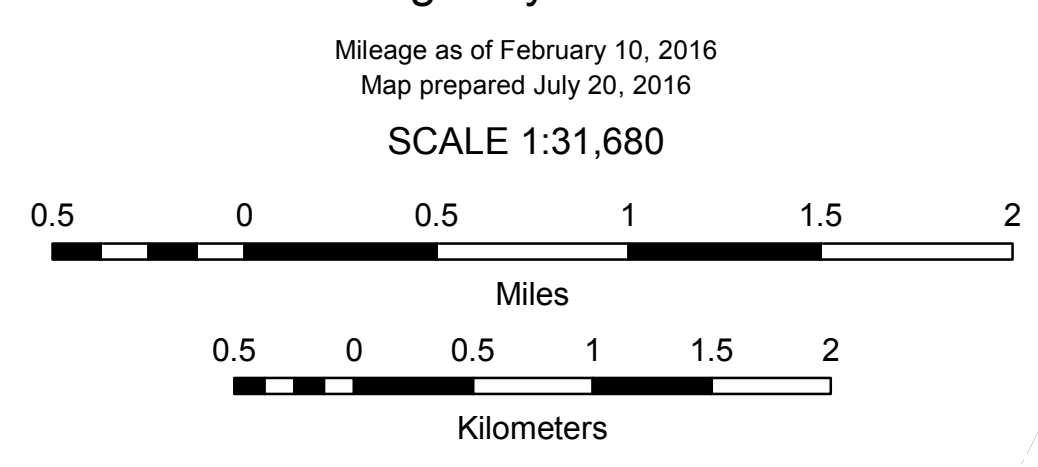 Mileage as of February 10, 2016
Map prepared July 20, 2016
SCALE 1:31,680
0.5 0 0.5 1 1.5 2
Miles
0.5 0 0.5 1 1.5 2
Kilometers